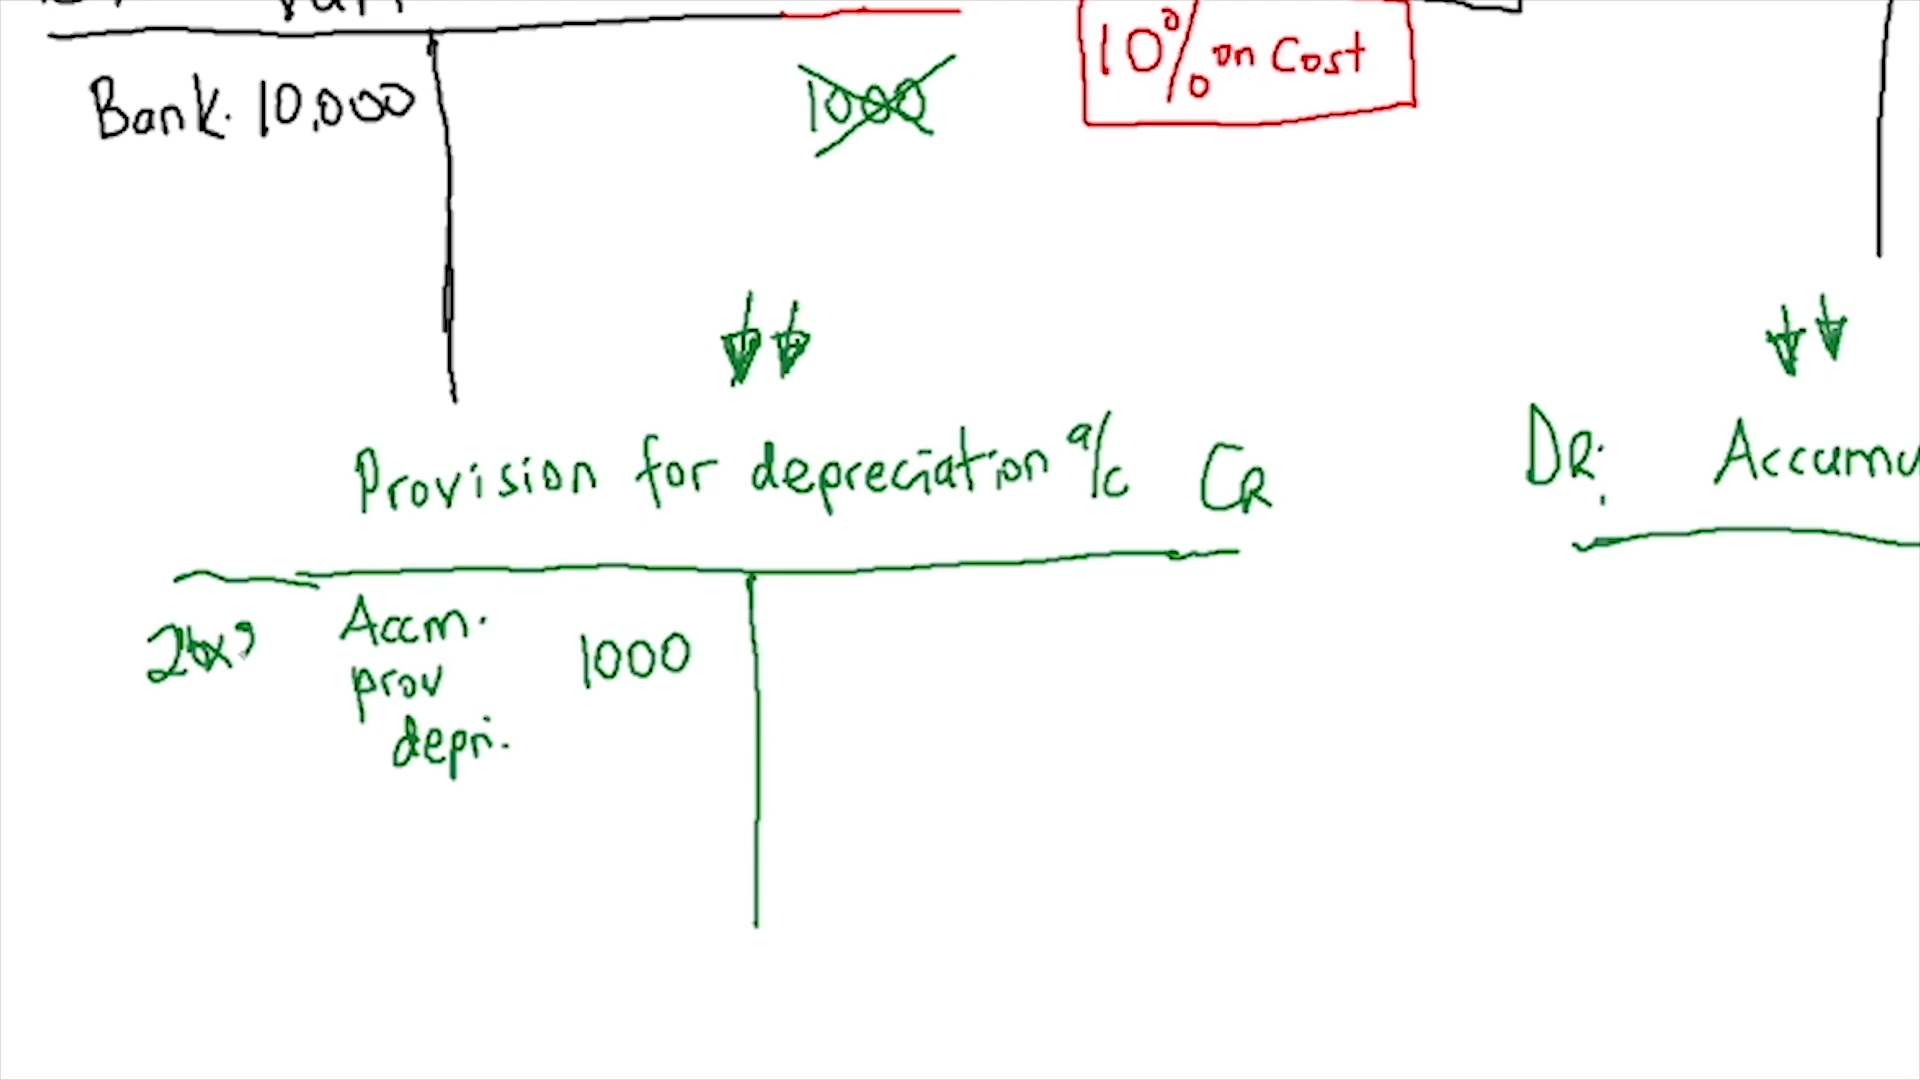 Bank. 10,000
1000
10% on Cost
Provision for depreciation a/c CR
DR. Accumu
Accm. 1000
prov
depri.